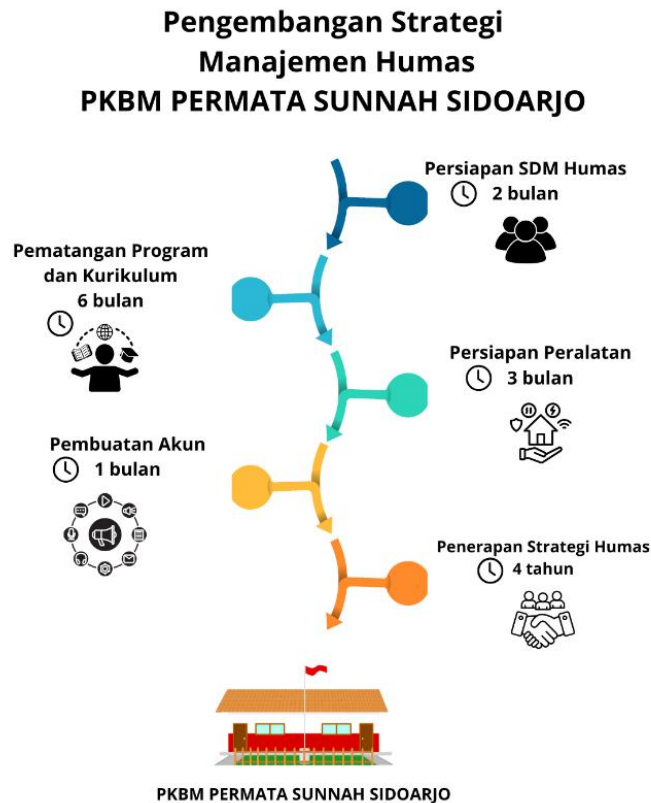 Pengembangan Strategi
Manajemen Humas
PKBM PERMATA SUNNAH SIDOARJO
Persiapan SDM Humas
2 bulan
Pematangan Program
dan Kurikulum
6 bulan
Persiapan Peralatan
3 bulan
Pembuatan Akun
1 bulan
Penerapan Strategi Humas
4 tahun
PKBM PERMATA SUNNAH SIDOARJO